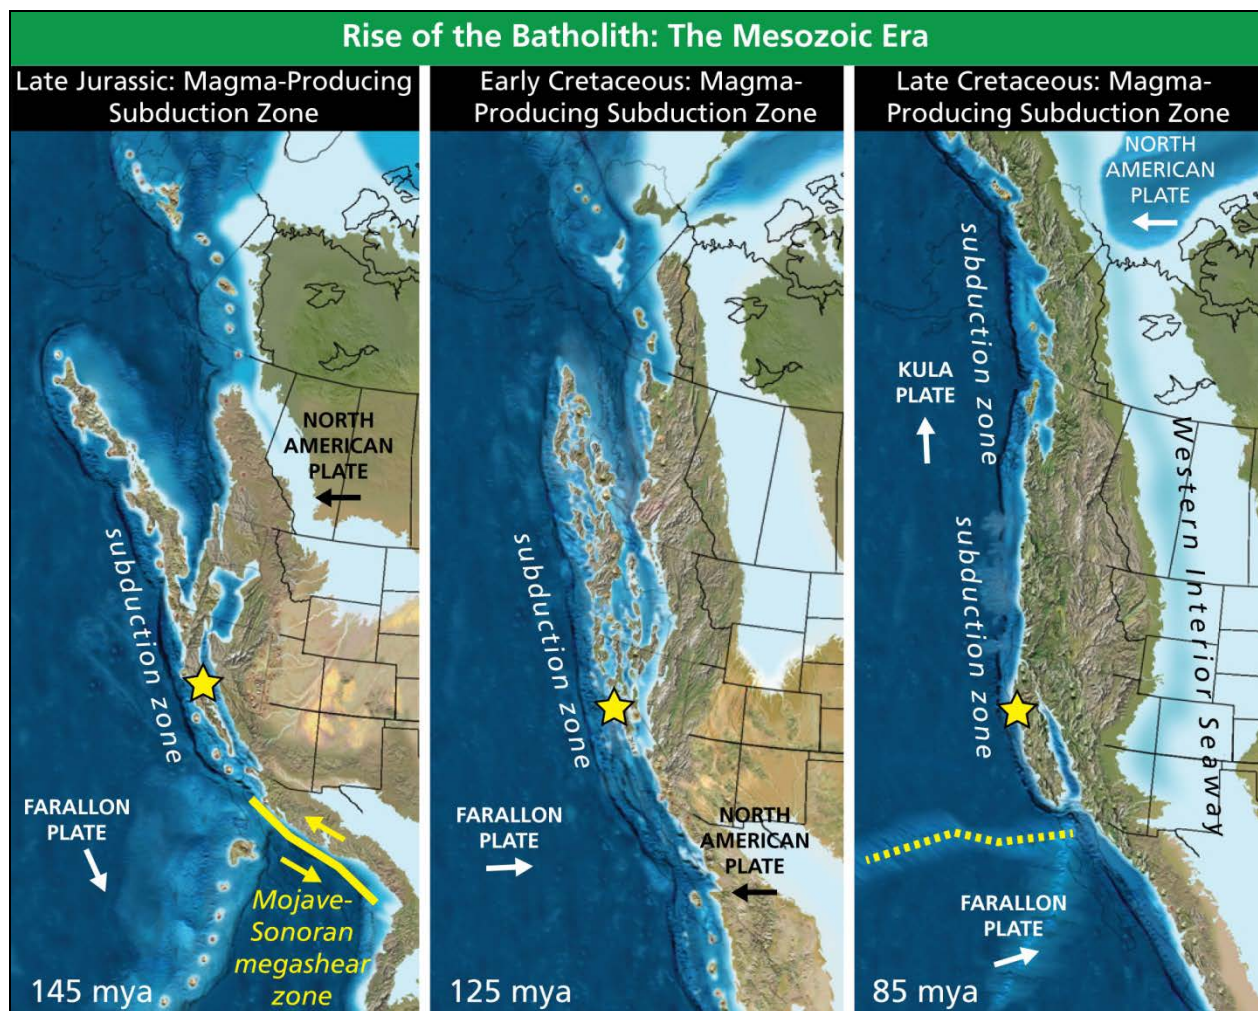 Rise of the Batholith: The Mesozoic Era
Late Jurassic: Magma-Producing
Subduction Zone
NORTH
AMERICAN
PLATE
subduction zone
FARALLON
PLATE
Mojave-
Sonoran
megashear
zone
145 mya
Early Cretaceous: Magma-
Producing Subduction Zone
subduction zone
FARALLON
PLATE
NORTH
AMERICAN
PLATE
125 mya
Late Cretaceous: Magma-
Producing Subduction Zone
NORTH
AMERICAN
PLATE
subduction zone
KULA
PLATE
Western Interior Seaway
subduction zone
FARALLON
PLATE
85 mya